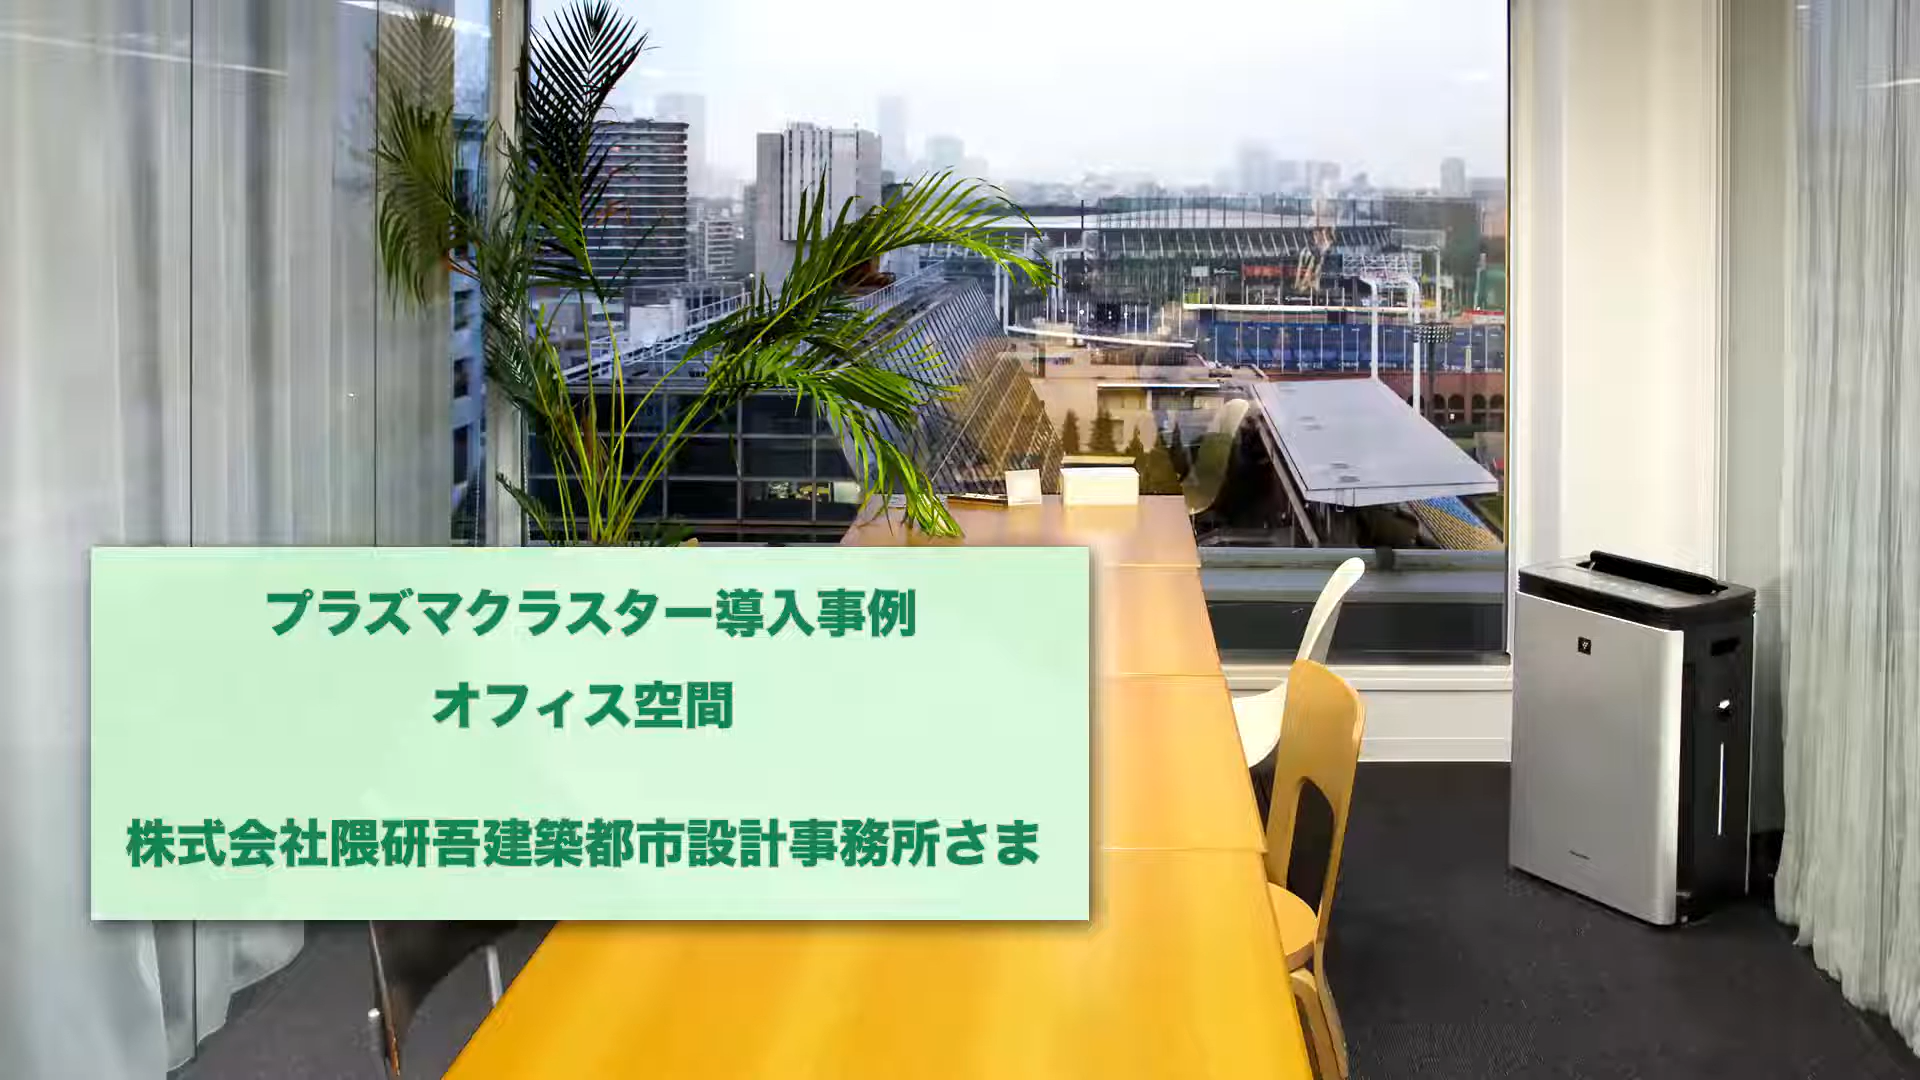 プラズマクラスター導入事例
オフィス空間
株式会社隈研吾建築都市設計事務所さま